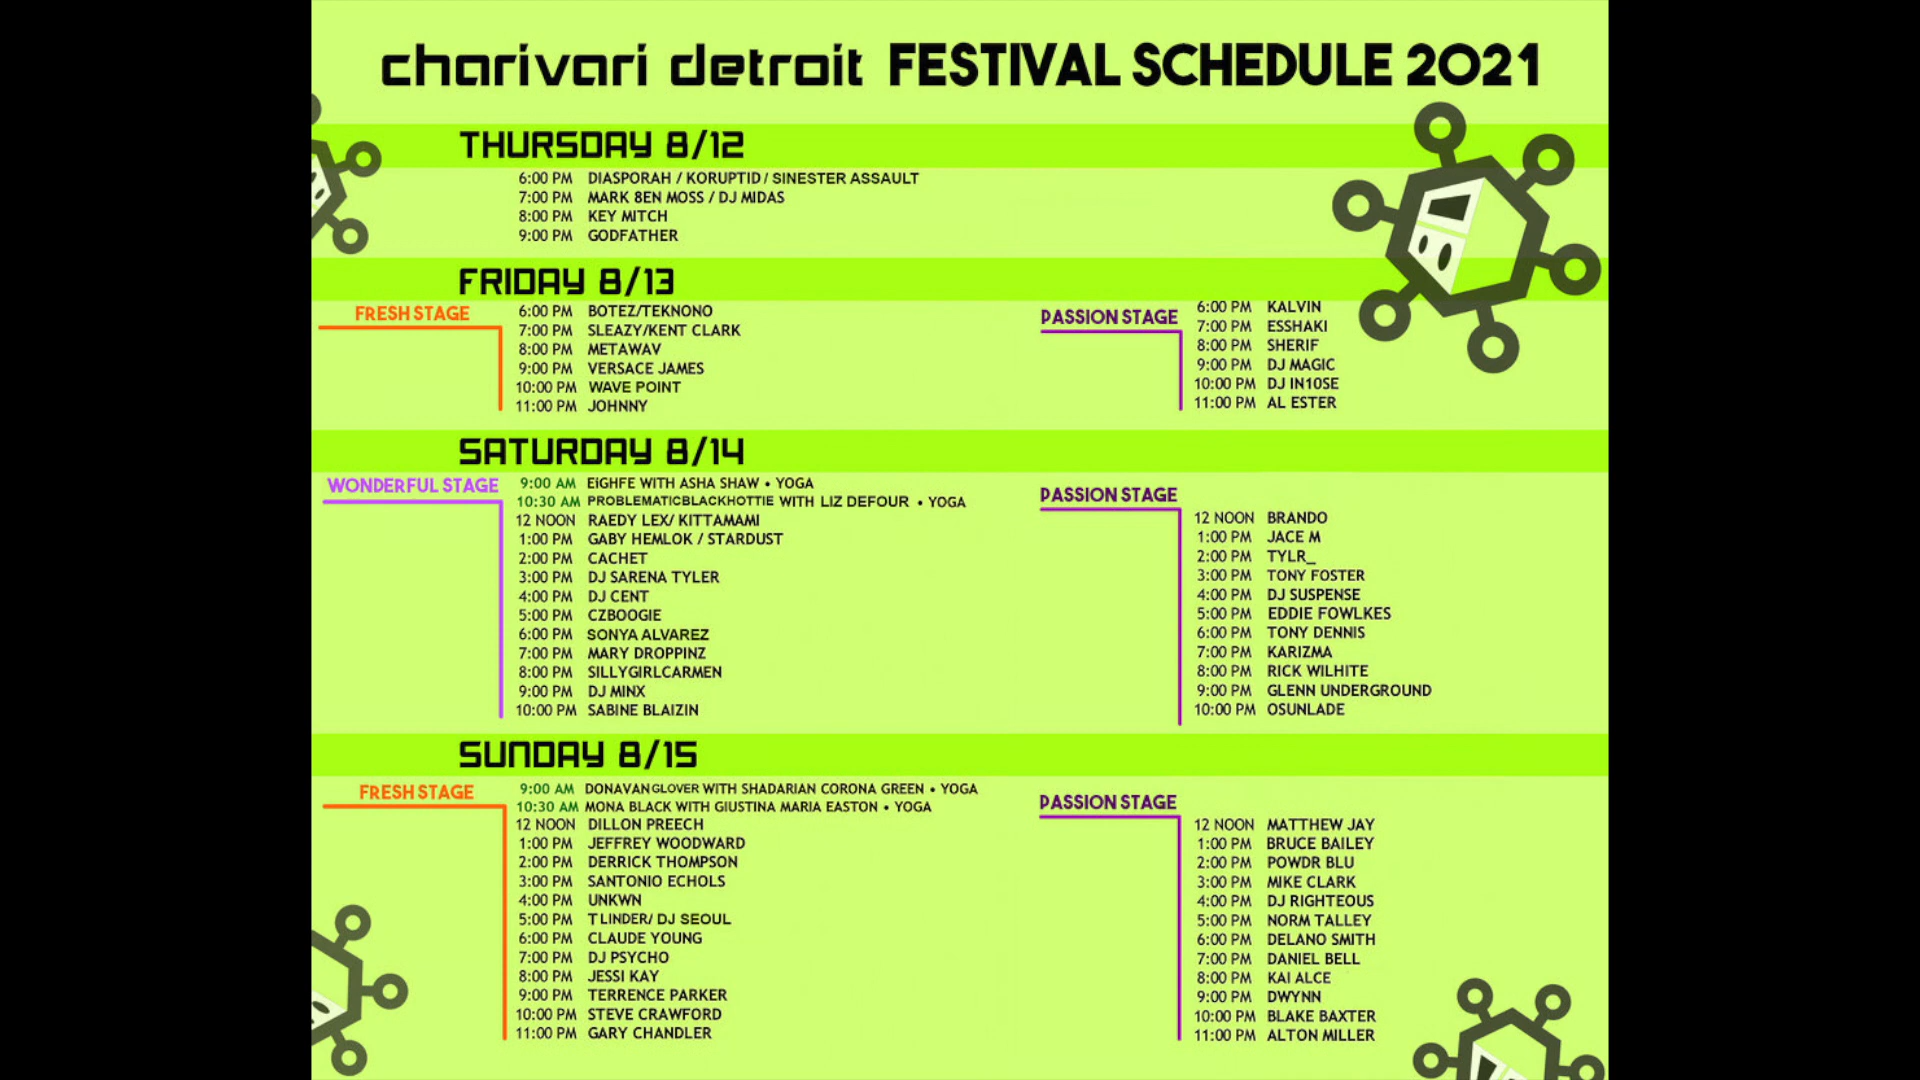 charivari detroit FESTIVAL SCHEDULE 2021
THURSDAY 8/12
6:00 PM DIASPORAH / KORUPTID / SINESTER ASSAULT
7:00 PM MARK 8EN MOSS / DJ MIDAS
8:00 PM KEY MITCH
9:00 PM GODFATHER
FRIDAY 8/13
FRESH STAGE
6:00 PM BOTEZ/TEKNONO
7:00 PM SLEAZY/KENT CLARK
8:00 PM METAWAV
9:00 PM VERSACE JAMES
10:00 PM WAVE POINT
11:00 PM JOHNNY
PASSION STAGE
6:00 PM KALVIN
7:00 PM ESSHAKI
8:00 PM SHERIF
9:00 PM DJ MAGIC
10:00 PM DJ IN10SE
11:00 PM AL ESTER
SATURDAY 8/14
WONDERFUL STAGE
9:00 AM EiGHFE WITH ASHA SHAW • YOGA
10:30 AM PROBLEMATICBLACKHOTTIE WITH LIZ DEFOUR • YOGA
12 NOON RAEDY LEX/ KITTAMAMI
1:00 PM GABY HEMLOK / STARDUST
2:00 PM CACHET
3:00 PM DJ SARENA TYLER
4:00 PM DJ CENT
5:00 PM CZBOOGIE
6:00 PM SONYA ALVAREZ
7:00 PM MARY DROPPINZ
8:00 PM SILLYGIRLCARMEN
9:00 PM DJ MINX
10:00 PM SABINE BLAIZIN
PASSION STAGE
12 NOON BRANDO
1:00 PM JACE M
2:00 PM TYLR_
3:00 PM TONY FOSTER
4:00 PM DJ SUSPENSE
5:00 PM EDDIE FOWLKES
6:00 PM TONY DENNIS
7:00 PM KARIZMA
8:00 PM RICK WILHITE
9:00 PM GLENN UNDERGROUND
10:00 PM OSUNLADE
SUNDAY 8/15
FRESH STAGE
9:00 AM DONAVAN GLOVER WITH SHADARIAN CORONA GREEN • YOGA
10:30 AM MONA BLACK WITH GIUSTINA MARIA EASTON • YOGA
12 NOON DILLON PREECH
1:00 PM JEFFREY WOODWARD
2:00 PM DERRICK THOMPSON
3:00 PM SANTONIO ECHOLS
4:00 PM UNKWN
5:00 PM T LINDER/ DJ SEOUL
6:00 PM CLAUDE YOUNG
7:00 PM DJ PSYCHO
8:00 PM JESSI KAY
9:00 PM TERRENCE PARKER
10:00 PM STEVE CRAWFORD
11:00 PM GARY CHANDLER
PASSION STAGE
12 NOON MATTHEW JAY
1:00 PM BRUCE BAILEY
2:00 PM POWDR BLU
3:00 PM MIKE CLARK
4:00 PM DJ RIGHTEOUS
5:00 PM NORM TALLEY
6:00 PM DELANO SMITH
7:00 PM DANIEL BELL
8:00 PM KAI ALCE
9:00 PM DWYNN
10:00 PM BLAKE BAXTER
11:00 PM ALTON MILLER